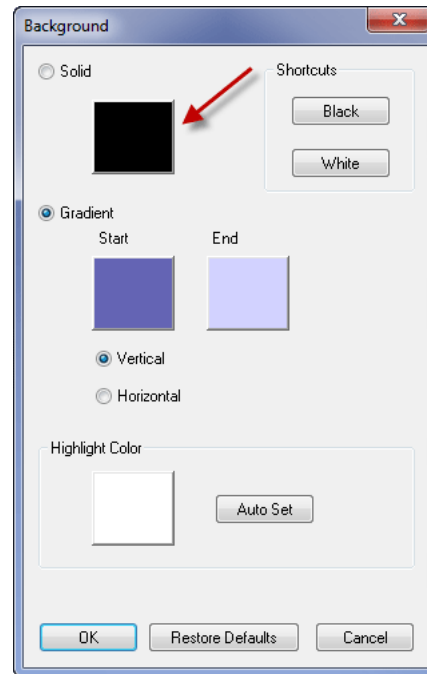 Background
Solid
Shortcuts
Black
White
Gradient
Start End
Vertical
Horizontal
Highlight Color
Auto Set
OK Restore Defaults Cancel